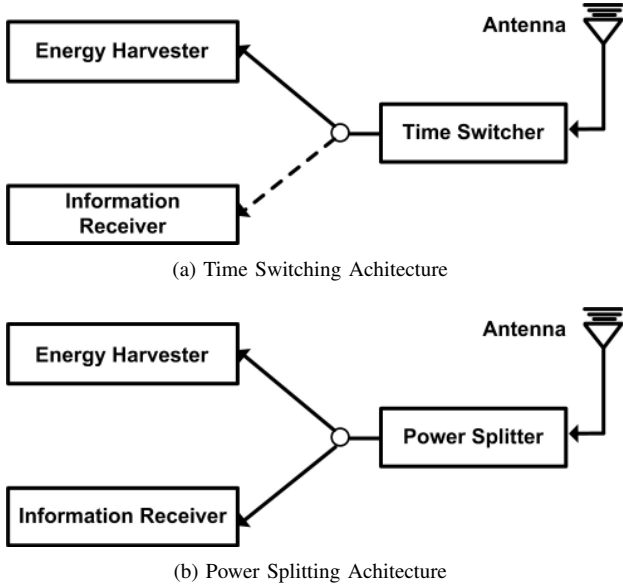 Energy Harvester
Antenna
Time Switcher
Information
Receiver
(a) Time Switching Achitecture
Energy Harvester
Antenna
Power Splitter
Information Receiver
(b) Power Splitting Achitecture